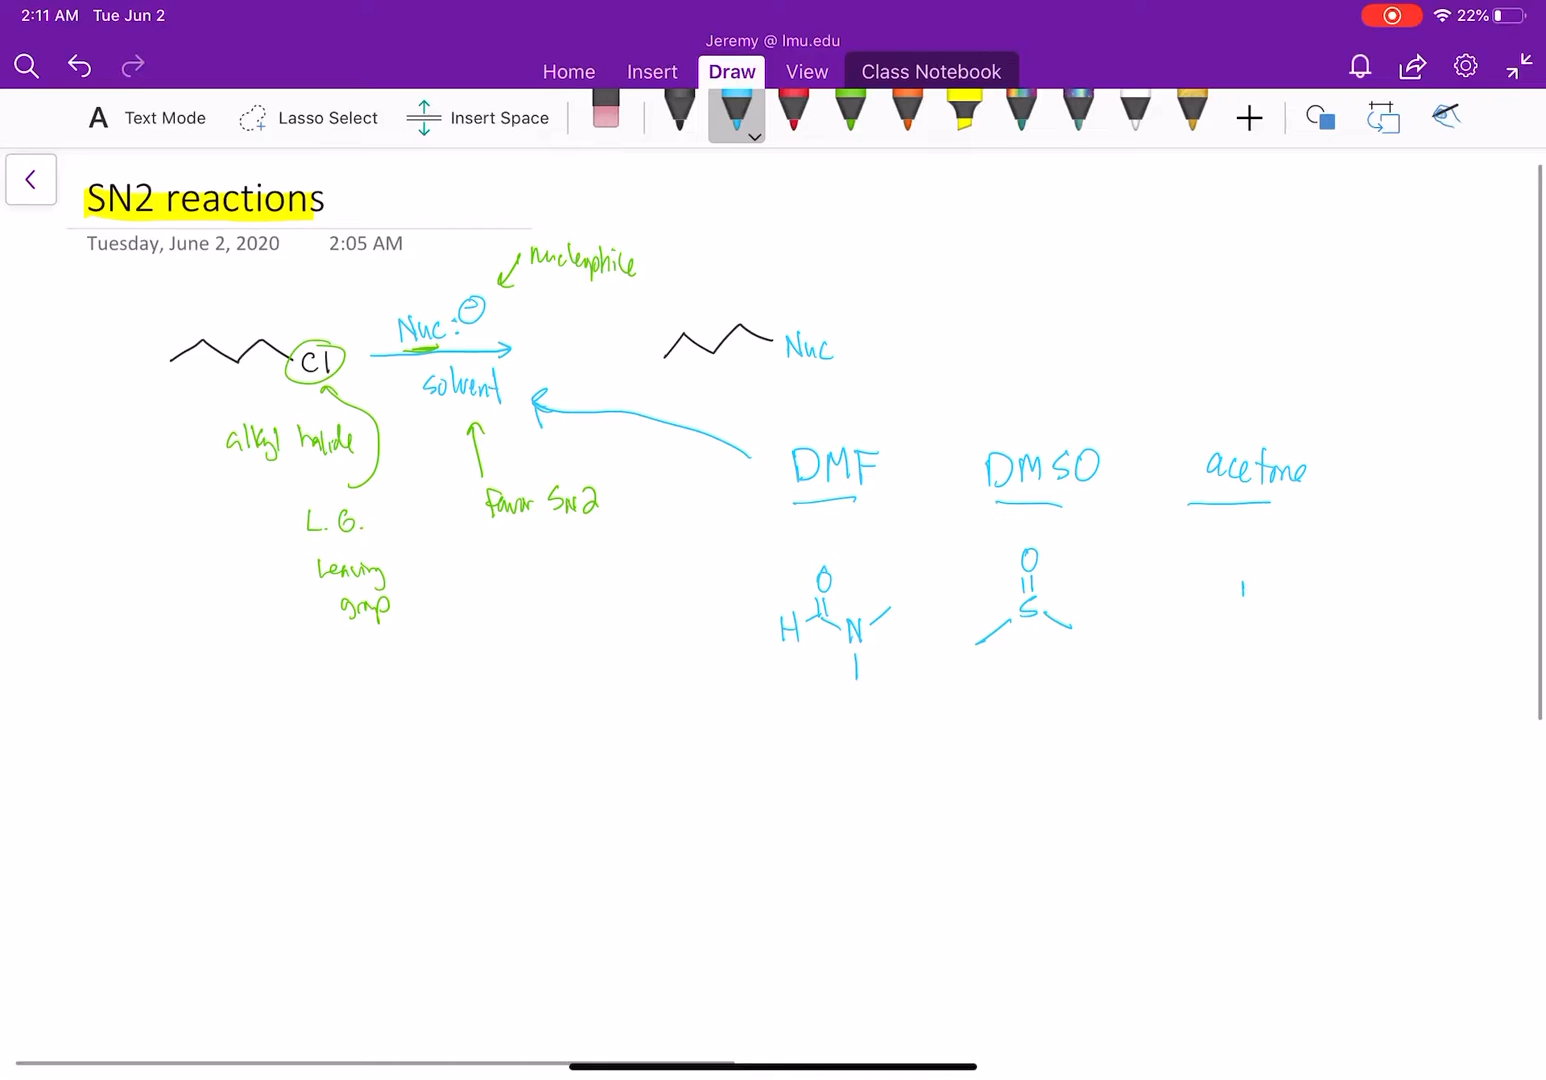 2:11 AM Tue Jun 2
22%
Jeremy @ lmu.edu
Home Insert Draw View Class Notebook
A Text Mode Lasso Select Insert Space
SN2 reactions
Tuesday, June 2, 2020 2:05 AM
nucleophile
Nuc:⊖
Cl
Nuc
solvent
alkyl halide
favor SN2
L.G.
leaving
group
DMF DMSO acetone
O
H N
O
S